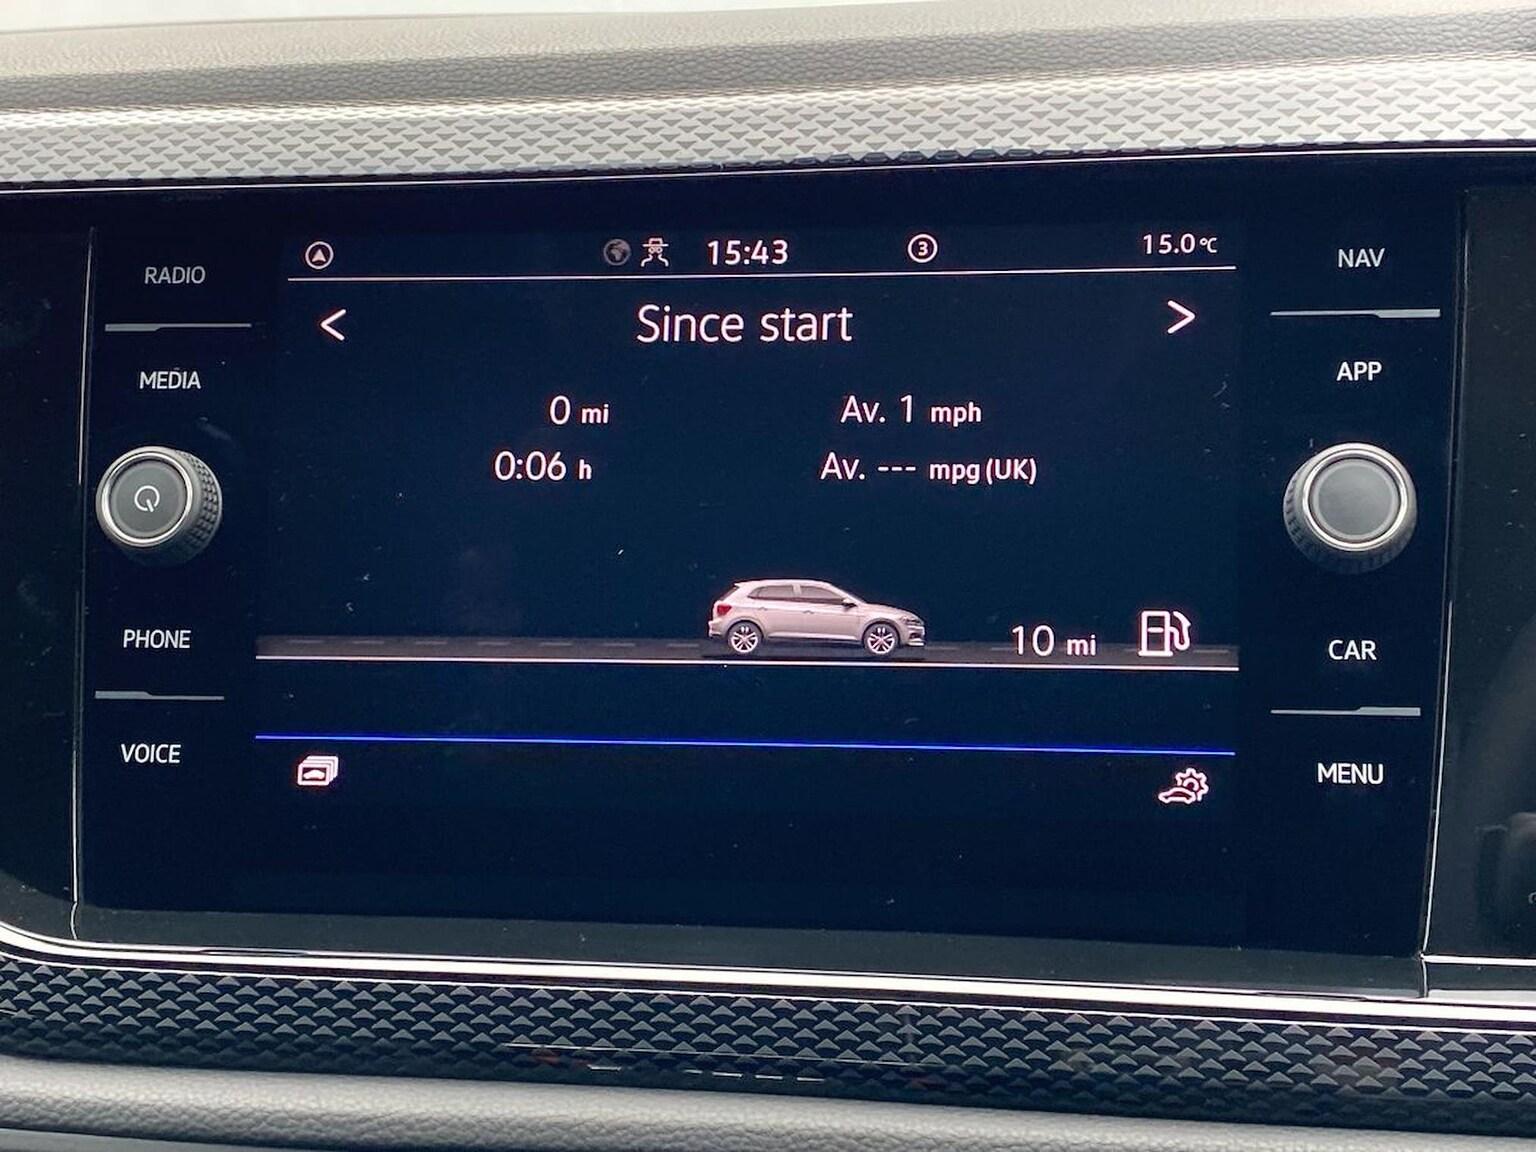 RADIO
MEDIA
PHONE
VOICE
15:43
3
15.0°C
< Since start >
0 mi
Av. 1 mph
0:06 h
Av. --- mpg (UK)
10 mi
NAV
APP
CAR
MENU